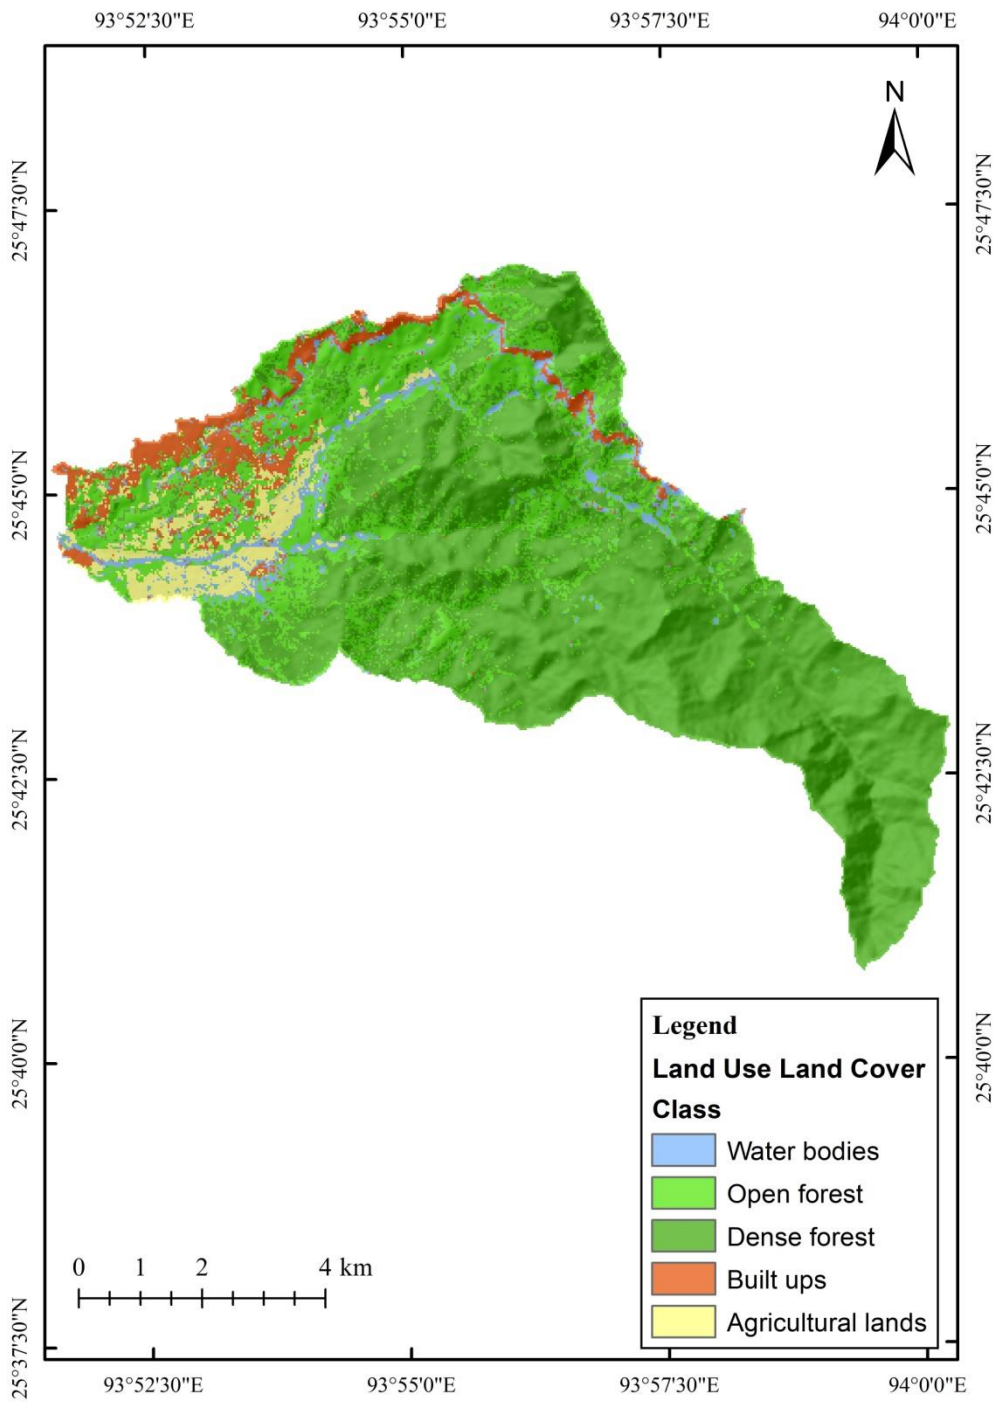 93°52'30"E 93°55'0"E 93°57'30"E 94°0'0"E
N
25°47'30"N 25°47'30"N
25°45'0"N 25°45'0"N
25°42'30"N 25°42'30"N
25°40'0"N 25°40'0"N
25°37'30"N 25°37'30"N
Legend
Land Use Land Cover
Class
Water bodies
Open forest
Dense forest
Built ups
Agricultural lands
0 1 2 4 km
93°52'30"E 93°55'0"E 93°57'30"E 94°0'0"E